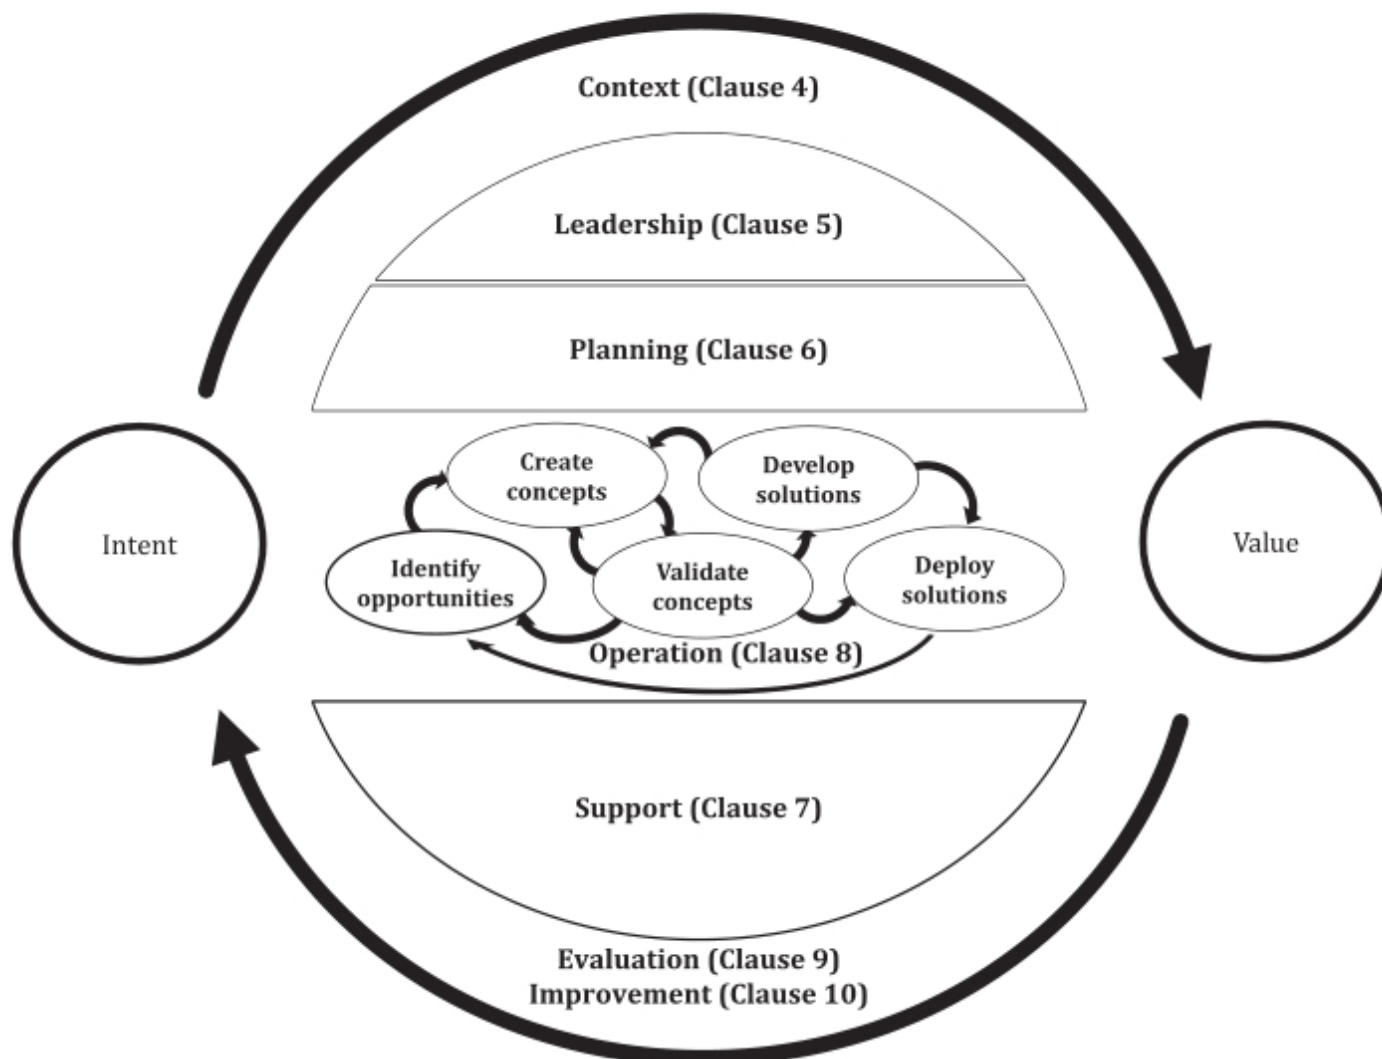 Context (Clause 4)
Leadership (Clause 5)
Planning (Clause 6)
Intent
Create
concepts
Develop
solutions
Identify
opportunities
Validate
concepts
Deploy
solutions
Operation (Clause 8)
Value
Support (Clause 7)
Evaluation (Clause 9)
Improvement (Clause 10)